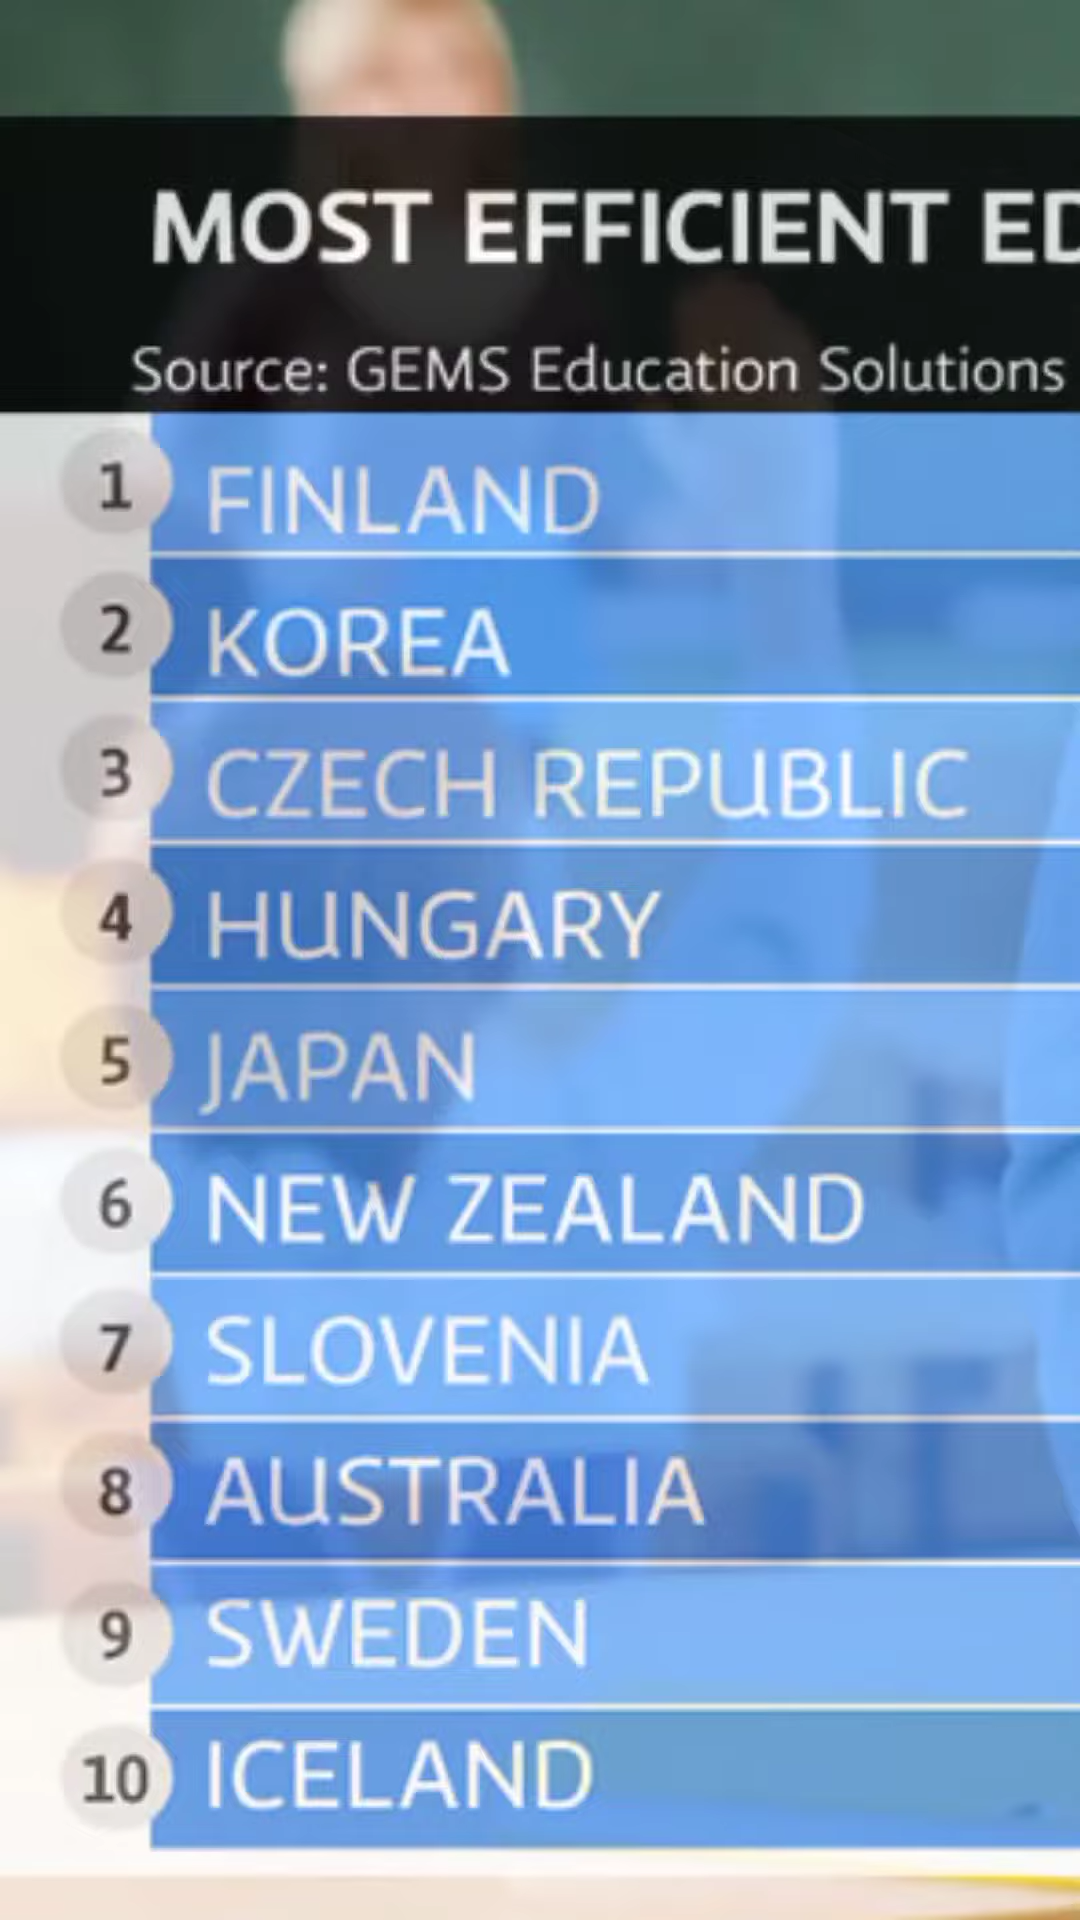 MOST EFFICIENT ED
Source: GEMS Education Solutions
1 FINLAND
2 KOREA
3 CZECH REPUBLIC
4 HUNGARY
5 JAPAN
6 NEW ZEALAND
7 SLOVENIA
8 AUSTRALIA
9 SWEDEN
10 ICELAND